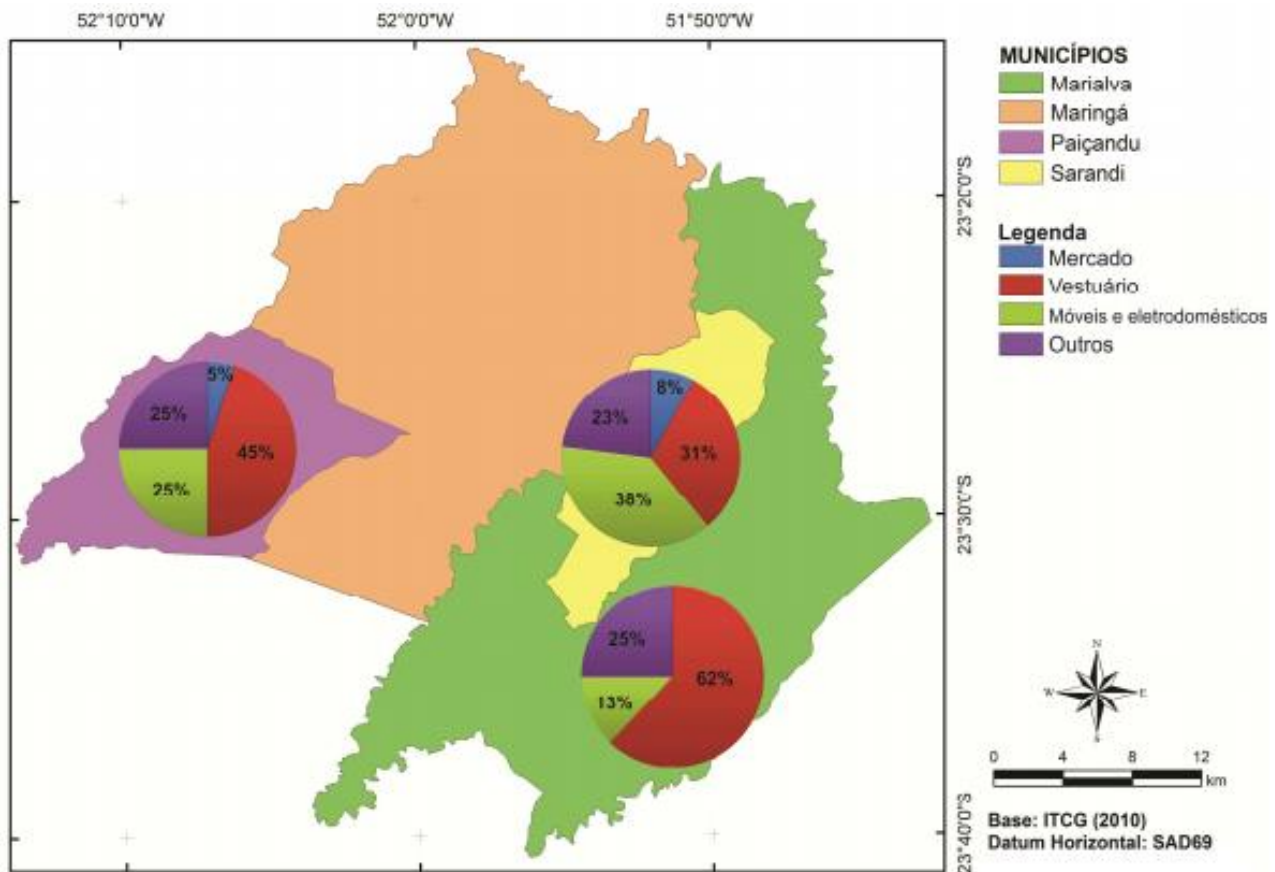 52°10'0"W
52°0'0"W
51°50'0"W
MUNICÍPIOS
Marialva
Maringá
Paiçandu
Sarandi
Legenda
Mercado
Vestuário
Móveis e eletrodomésticos
Outros
23°20'0"S
23°30'0"S
23°40'0"S
5%
45%
25%
25%
8%
31%
38%
23%
62%
13%
25%
N
W
E
S
0 4 8 12
km
Base: ITCG (2010)
Datum Horizontal: SAD69